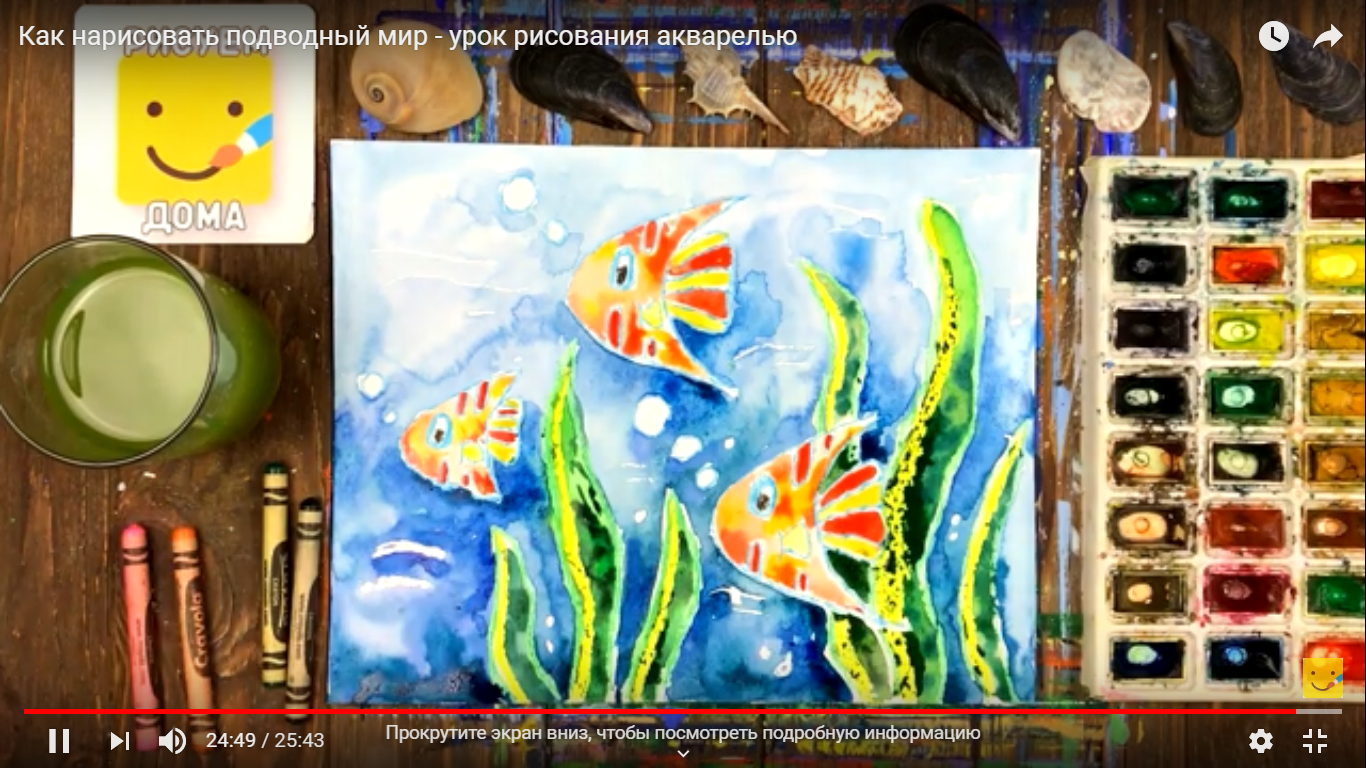 Как нарисовать подводный мир - урок рисования акварелью
РИСУЕМ
ДОМА
Crayola
24:49 / 25:43
Прокрутите экран вниз, чтобы посмотреть подробную информацию